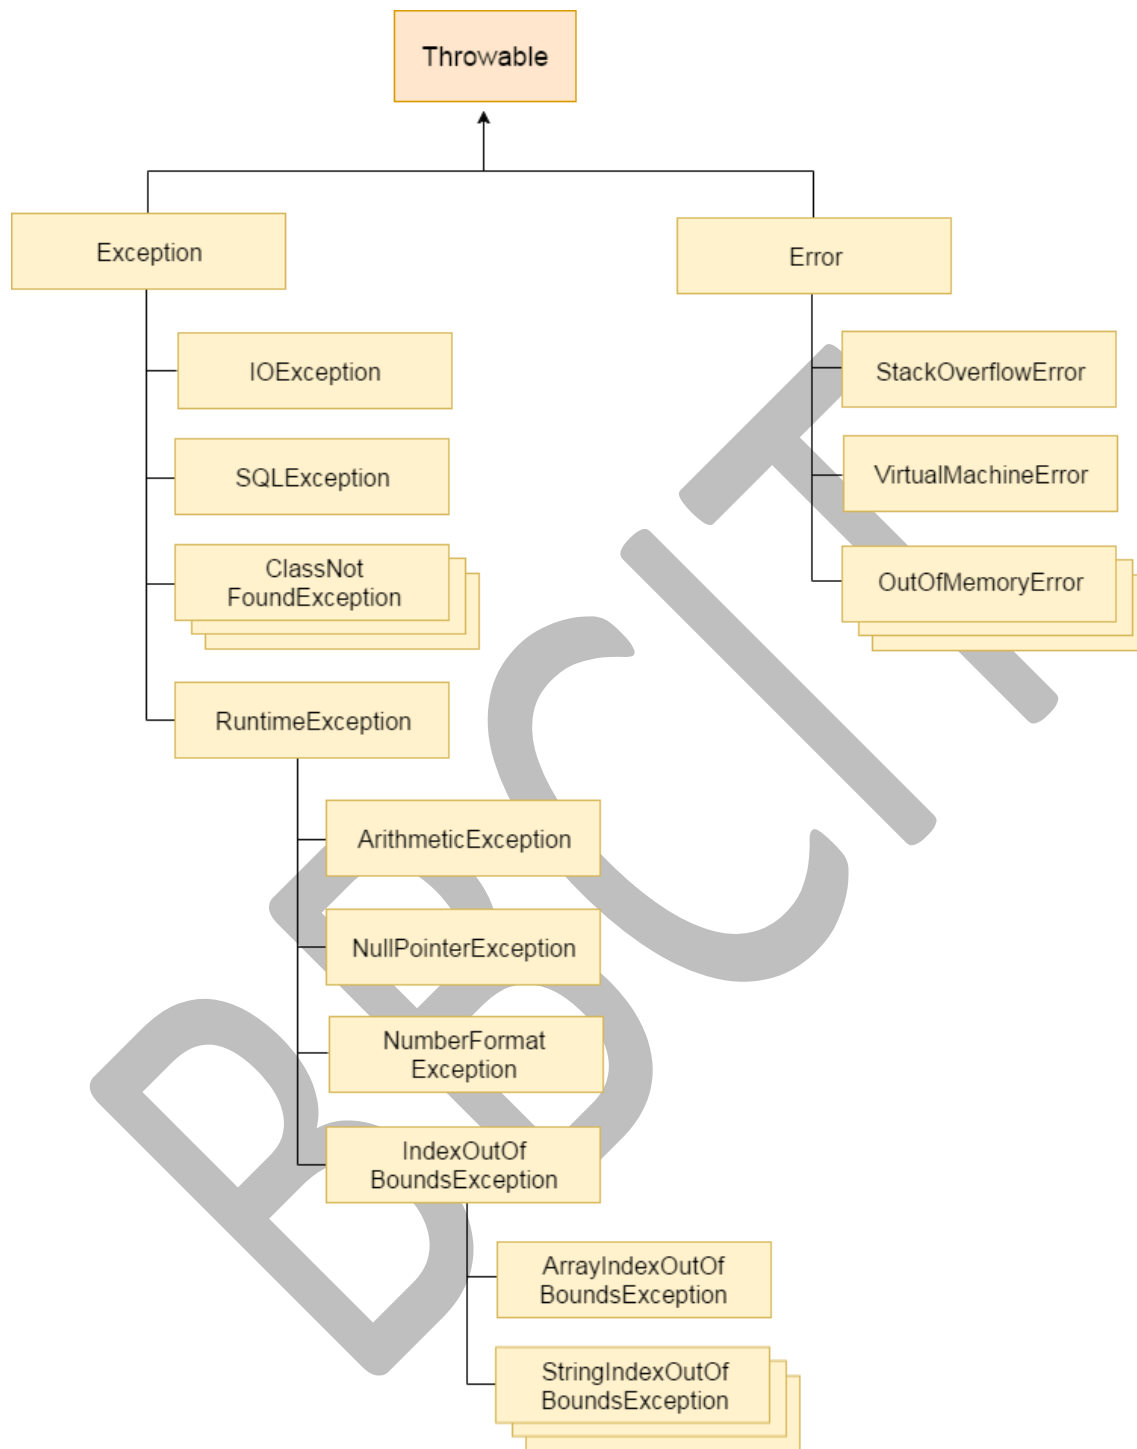 Throwable
Exception
Error
IOException
StackOverflowError
SQLException
VirtualMachineError
ClassNot
FoundException
OutOfMemoryError
RuntimeException
ArithmeticException
NullPointerException
NumberFormat
Exception
IndexOutOf
BoundsException
ArrayIndexOutOf
BoundsException
StringIndexOutOf
BoundsException
BBCIT